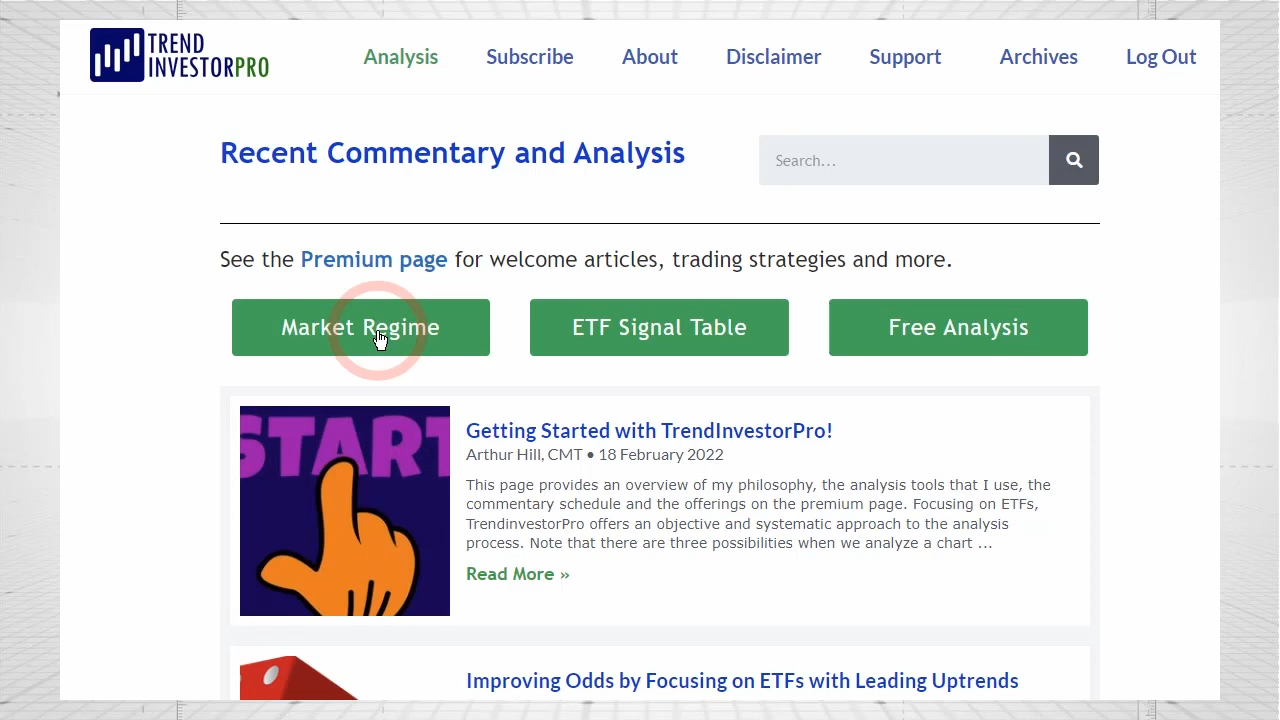 TREND
INVESTORPRO
Analysis
Subscribe
About
Disclaimer
Support
Archives
Log Out
Recent Commentary and Analysis
Search...
See the Premium page for welcome articles, trading strategies and more.
Market Regime
ETF Signal Table
Free Analysis
START
Getting Started with TrendInvestorPro!
Arthur Hill, CMT • 18 February 2022
This page provides an overview of my philosophy, the analysis tools that I use, the
commentary schedule and the offerings on the premium page. Focusing on ETFs,
TrendinvestorPro offers an objective and systematic approach to the analysis
process. Note that there are three possibilities when we analyze a chart ...
Read More »
Improving Odds by Focusing on ETFs with Leading Uptrends